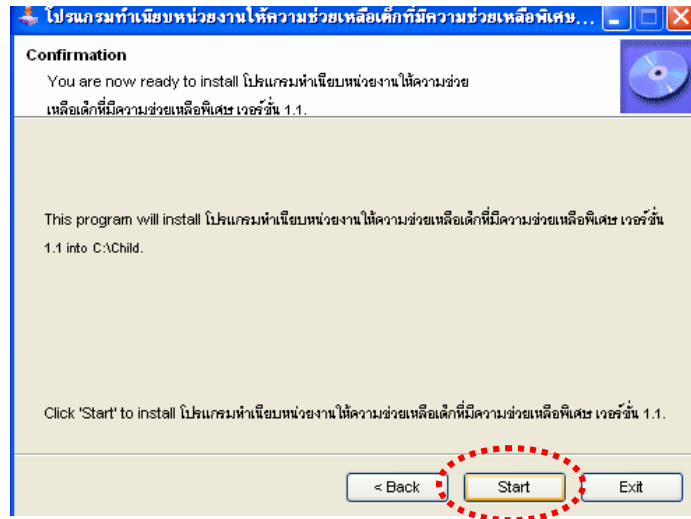 โปรแกรมทำเนียบหน่วยงานให้ความช่วยเหลือเด็กที่มีความช่วยเหลือพิเศษ...
Confirmation
You are now ready to install โปรแกรมทำเนียบหน่วยงานให้ความช่วย
เหลือเด็กที่มีความช่วยเหลือพิเศษ เวอร์ชั่น 1.1.
This program will install โปรแกรมทำเนียบหน่วยงานให้ความช่วยเหลือเด็กที่มีความช่วยเหลือพิเศษ เวอร์ชั่น
1.1 into C:\Child.
Click 'Start' to install โปรแกรมทำเนียบหน่วยงานให้ความช่วยเหลือเด็กที่มีความช่วยเหลือพิเศษ เวอร์ชั่น 1.1.
< Back Start Exit